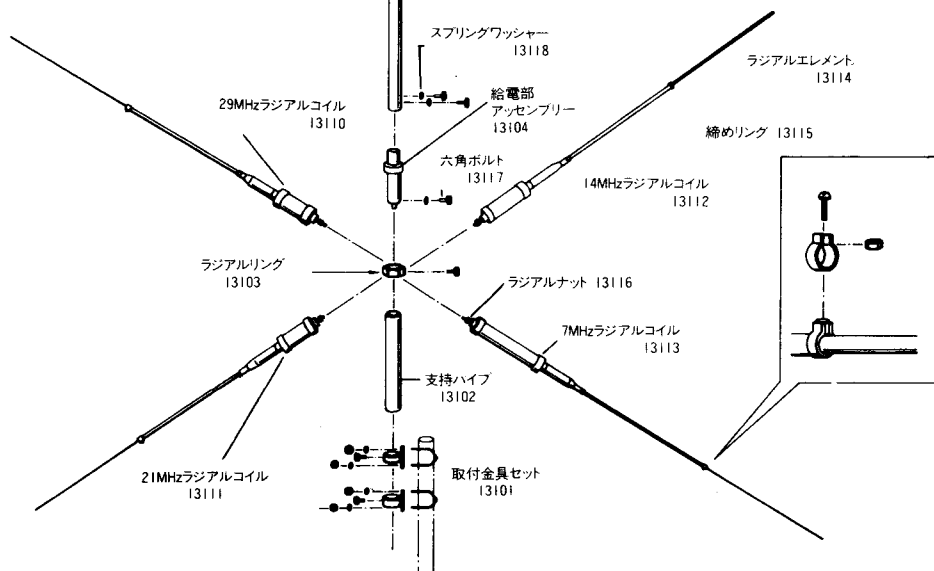 スプリングワッシャー
13118
ラジアルエレメント
13114
29MHzラジアルコイル
13110
給電部
アッセンブリー
13104
締めリング 13115
六角ボルト
13117
14MHzラジアルコイル
13112
ラジアルリング
13103
ラジアルナット 13116
7MHzラジアルコイル
13113
支持パイプ
13102
21MHzラジアルコイル
13111
取付金具セット
13101